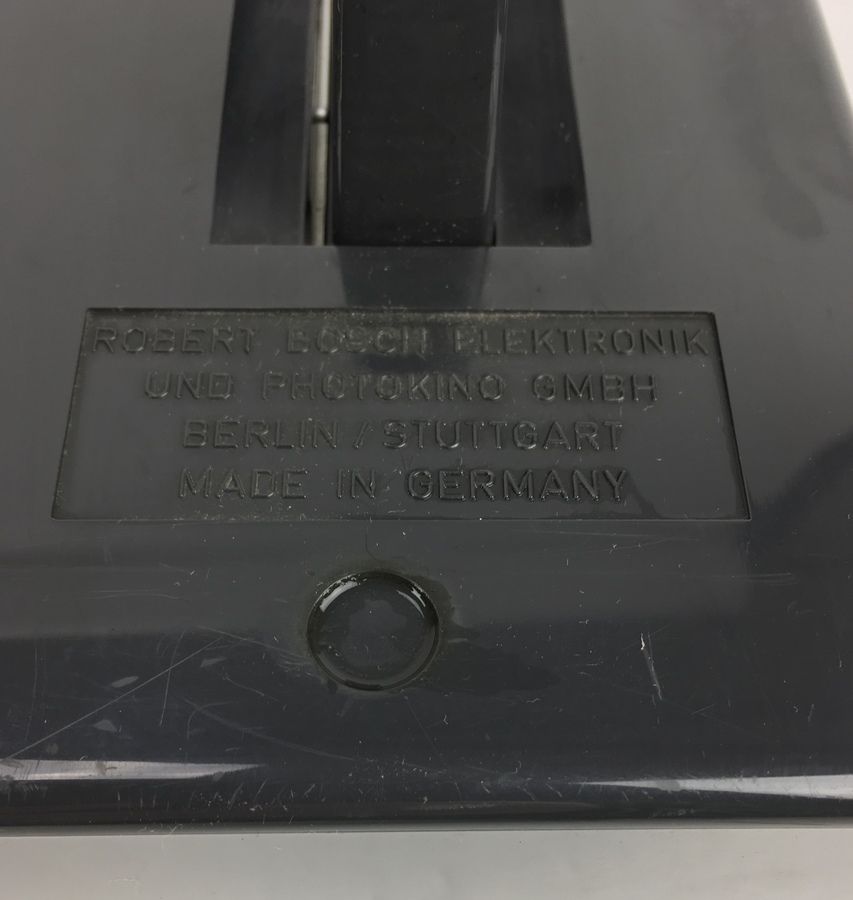 ROBERT BOSCH ELEKTRONIK
UND PHOTOKINO GMBH
BERLIN / STUTTGART
MADE IN GERMANY